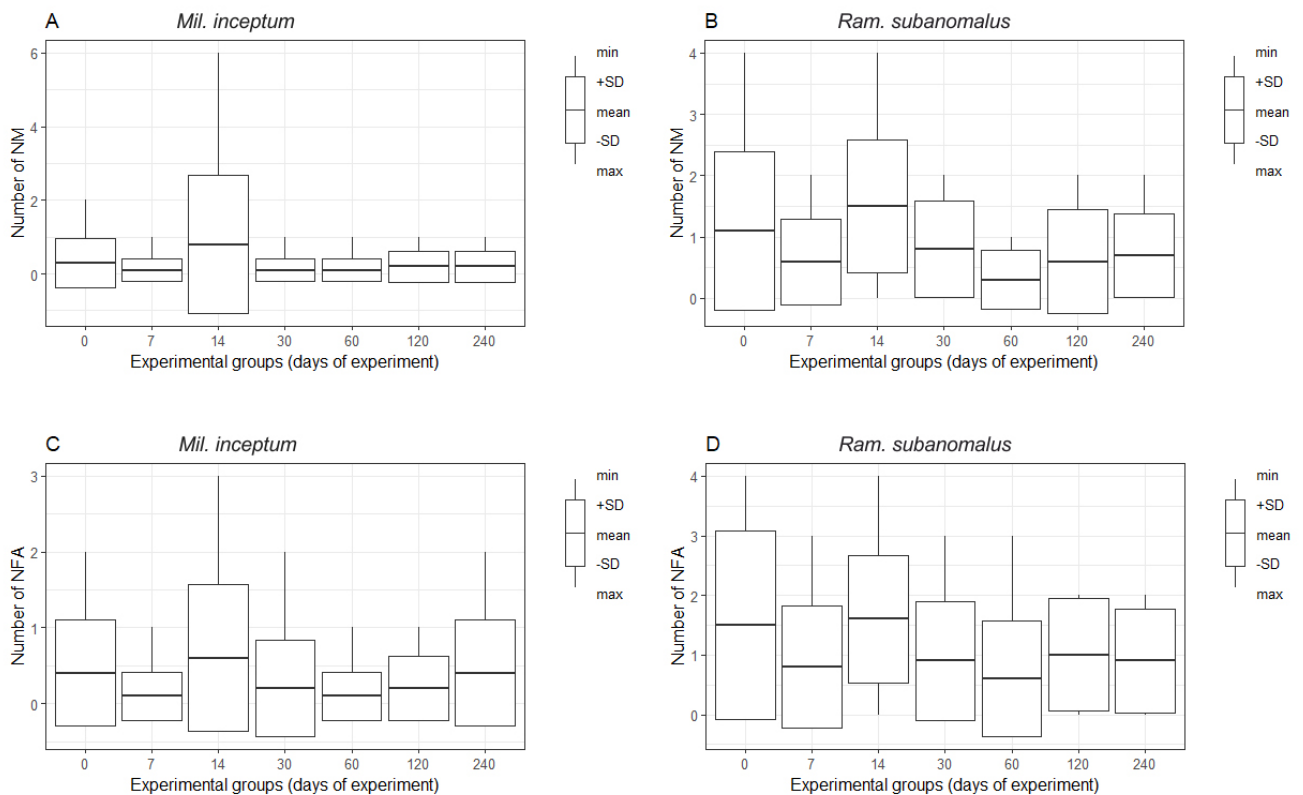 A Mil. inceptum
Number of NM
6
4
2
0
0 7 14 30 60 120 240
Experimental groups (days of experiment)
min
+SD
mean
-SD
max
B Ram. subanomalus
Number of NM
4
3
2
1
0
0 7 14 30 60 120 240
Experimental groups (days of experiment)
min
+SD
mean
-SD
max
C Mil. inceptum
Number of NFA
3
2
1
0
0 7 14 30 60 120 240
Experimental groups (days of experiment)
min
+SD
mean
-SD
max
D Ram. subanomalus
Number of NFA
4
3
2
1
0
0 7 14 30 60 120 240
Experimental groups (days of experiment)
min
+SD
mean
-SD
max